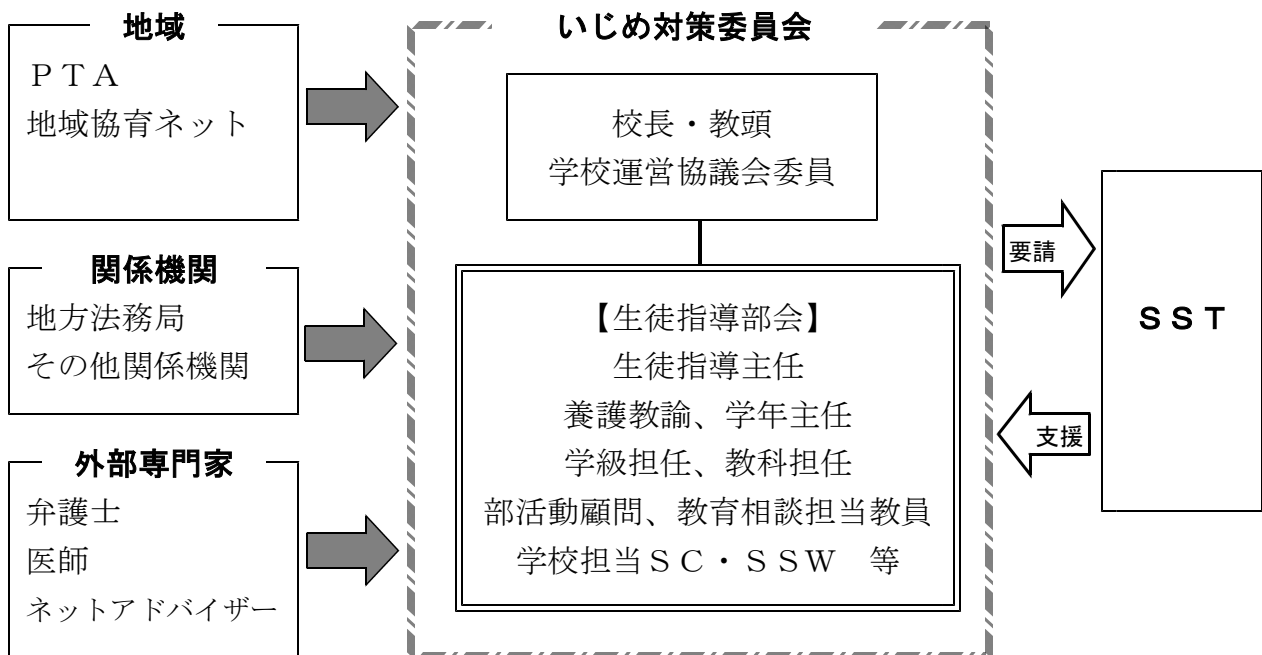 地域
ＰＴＡ
地域協育ネット
関係機関
地方法務局
その他関係機関
外部専門家
弁護士
医師
ネットアドバイザー
いじめ対策委員会
校長・教頭
学校運営協議会委員
【生徒指導部会】
生徒指導主任
養護教諭、学年主任
学級担任、教科担任
部活動顧問、教育相談担当教員
学校担当ＳＣ・ＳＳＷ　等
要請
支援
ＳＳＴ